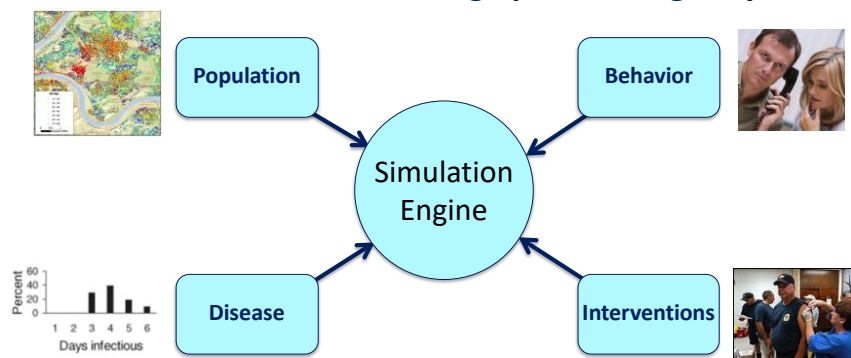 Population
Behavior
Simulation
Engine
Percent
60
40
20
0
1 2 3 4 5 6
Days infectious
Disease
Interventions